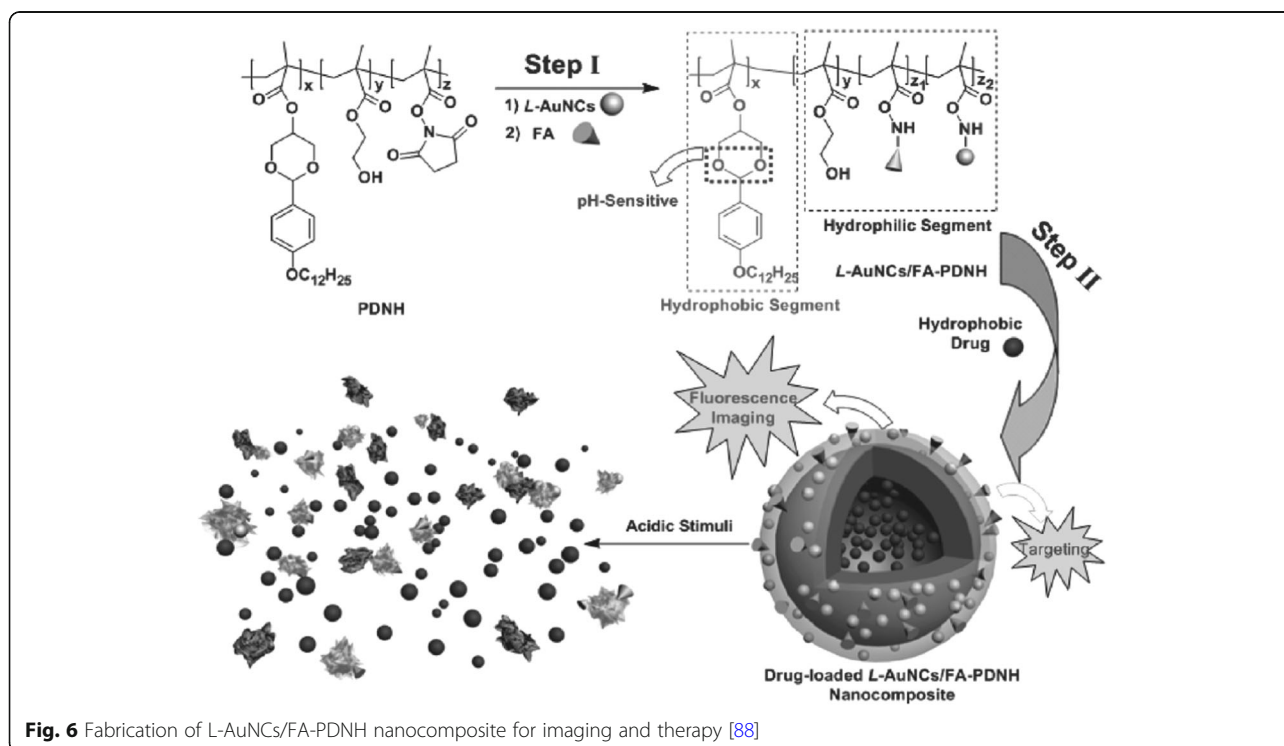 Step I
1) L-AuNCs
2) FA
x
y
z
O
O
O
O
O
O
O
N
O
O
O
O
OH
OC12H25
PDNH
x
y
z1
z2
O
O
O
O
O
O
O
O
NH
NH
O
O
OH
pH-Sensitive
OC12H25
Hydrophobic Segment
Hydrophilic Segment
L-AuNCs/FA-PDNH
Step II
Hydrophobic
Drug
Fluorescence
Imaging
Targeting
Acidic Stimuli
Drug-loaded L-AuNCs/FA-PDNH
Nanocomposite
Fig. 6 Fabrication of L-AuNCs/FA-PDNH nanocomposite for imaging and therapy [88]